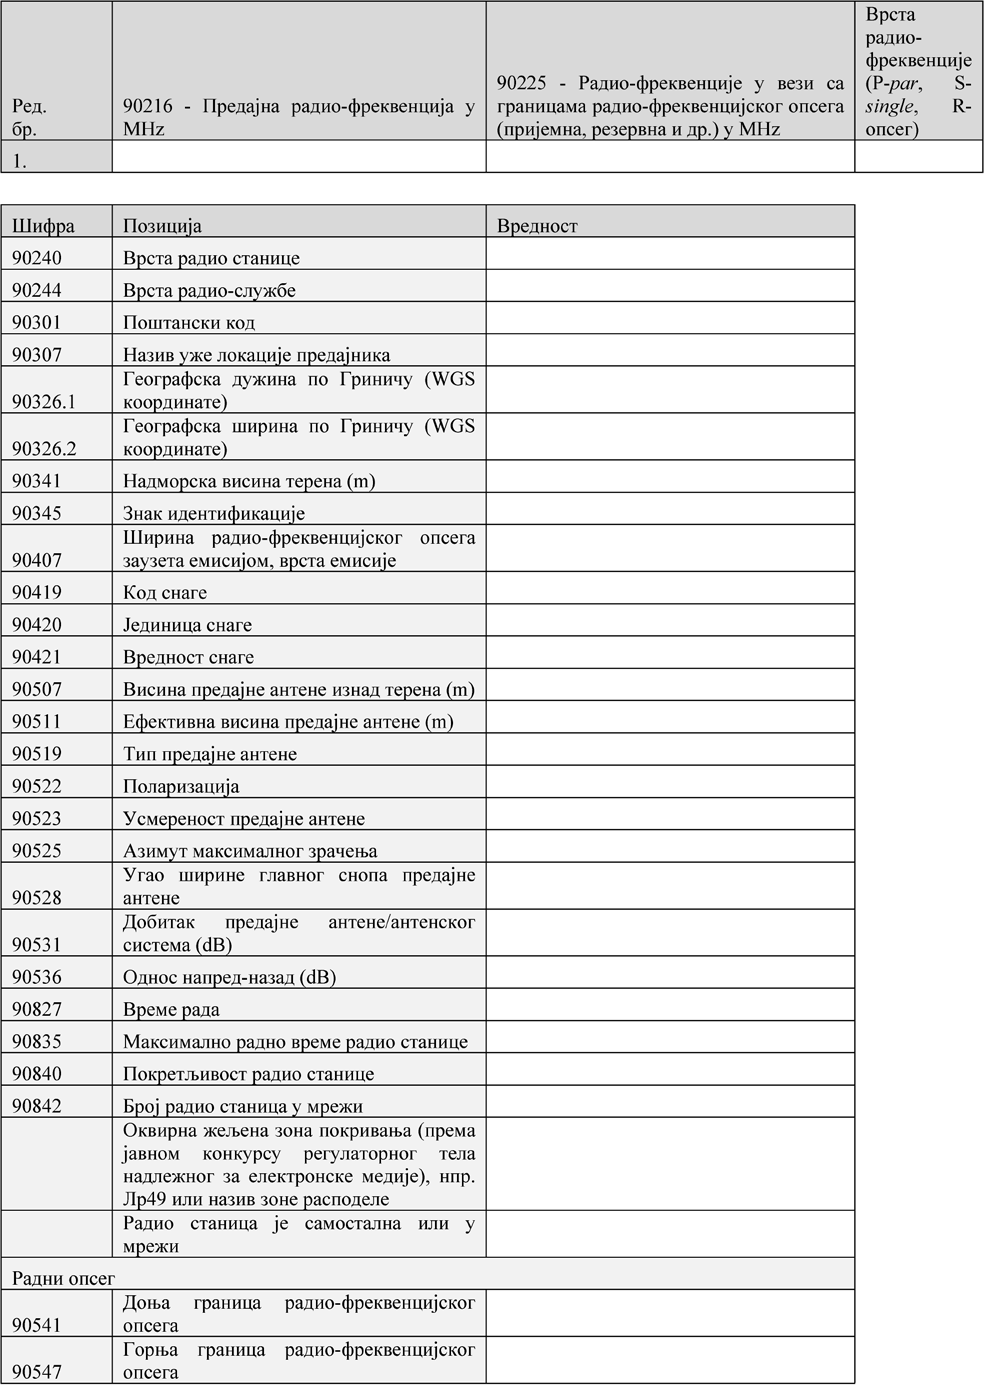 Ред. бр.
90216 - Предајна радио-фреквенција у MHz
90225 - Радио-фреквенције у вези са границама радио-фреквенцијског опсега (пријемна, резервна и др.) у MHz
Врста радио-фреквенције (P-par, S-single, R-опсег)
1.
Шифра Позиција Вредност
90240 Врста радио станице
90244 Врста радио-службе
90301 Поштански код
90307 Назив уже локације предајника
90326.1 Географска дужина по Гриничу (WGS координате)
90326.2 Географска ширина по Гриничу (WGS координате)
90341 Надморска висина терена (m)
90345 Знак идентификације
90407 Ширина радио-фреквенцијског опсега заузета емисијом, врста емисије
90419 Код снаге
90420 Јединица снаге
90421 Вредност снаге
90507 Висина предајне антене изнад терена (m)
90511 Ефективна висина предајне антене (m)
90519 Тип предајне антене
90522 Поларизација
90523 Усмереност предајне антене
90525 Азимут максималног зрачења
90528 Угао ширине главног снопа предајне антене
90531 Добитак предајне антене/антенског система (dB)
90536 Однос напред-назад (dB)
90827 Време рада
90835 Максимално радно време радио станице
90840 Покретљивост радио станице
90842 Број радио станица у мрежи
Оквирна жељена зона покривања (према јавном конкурсу регулаторног тела надлежног за електронске медије), нпр. Лр49 или назив зоне расподеле
Радио станица је самостална или у мрежи
Радни опсег
90541 Доња граница радио-фреквенцијског опсега
90547 Горња граница радио-фреквенцијског опсега